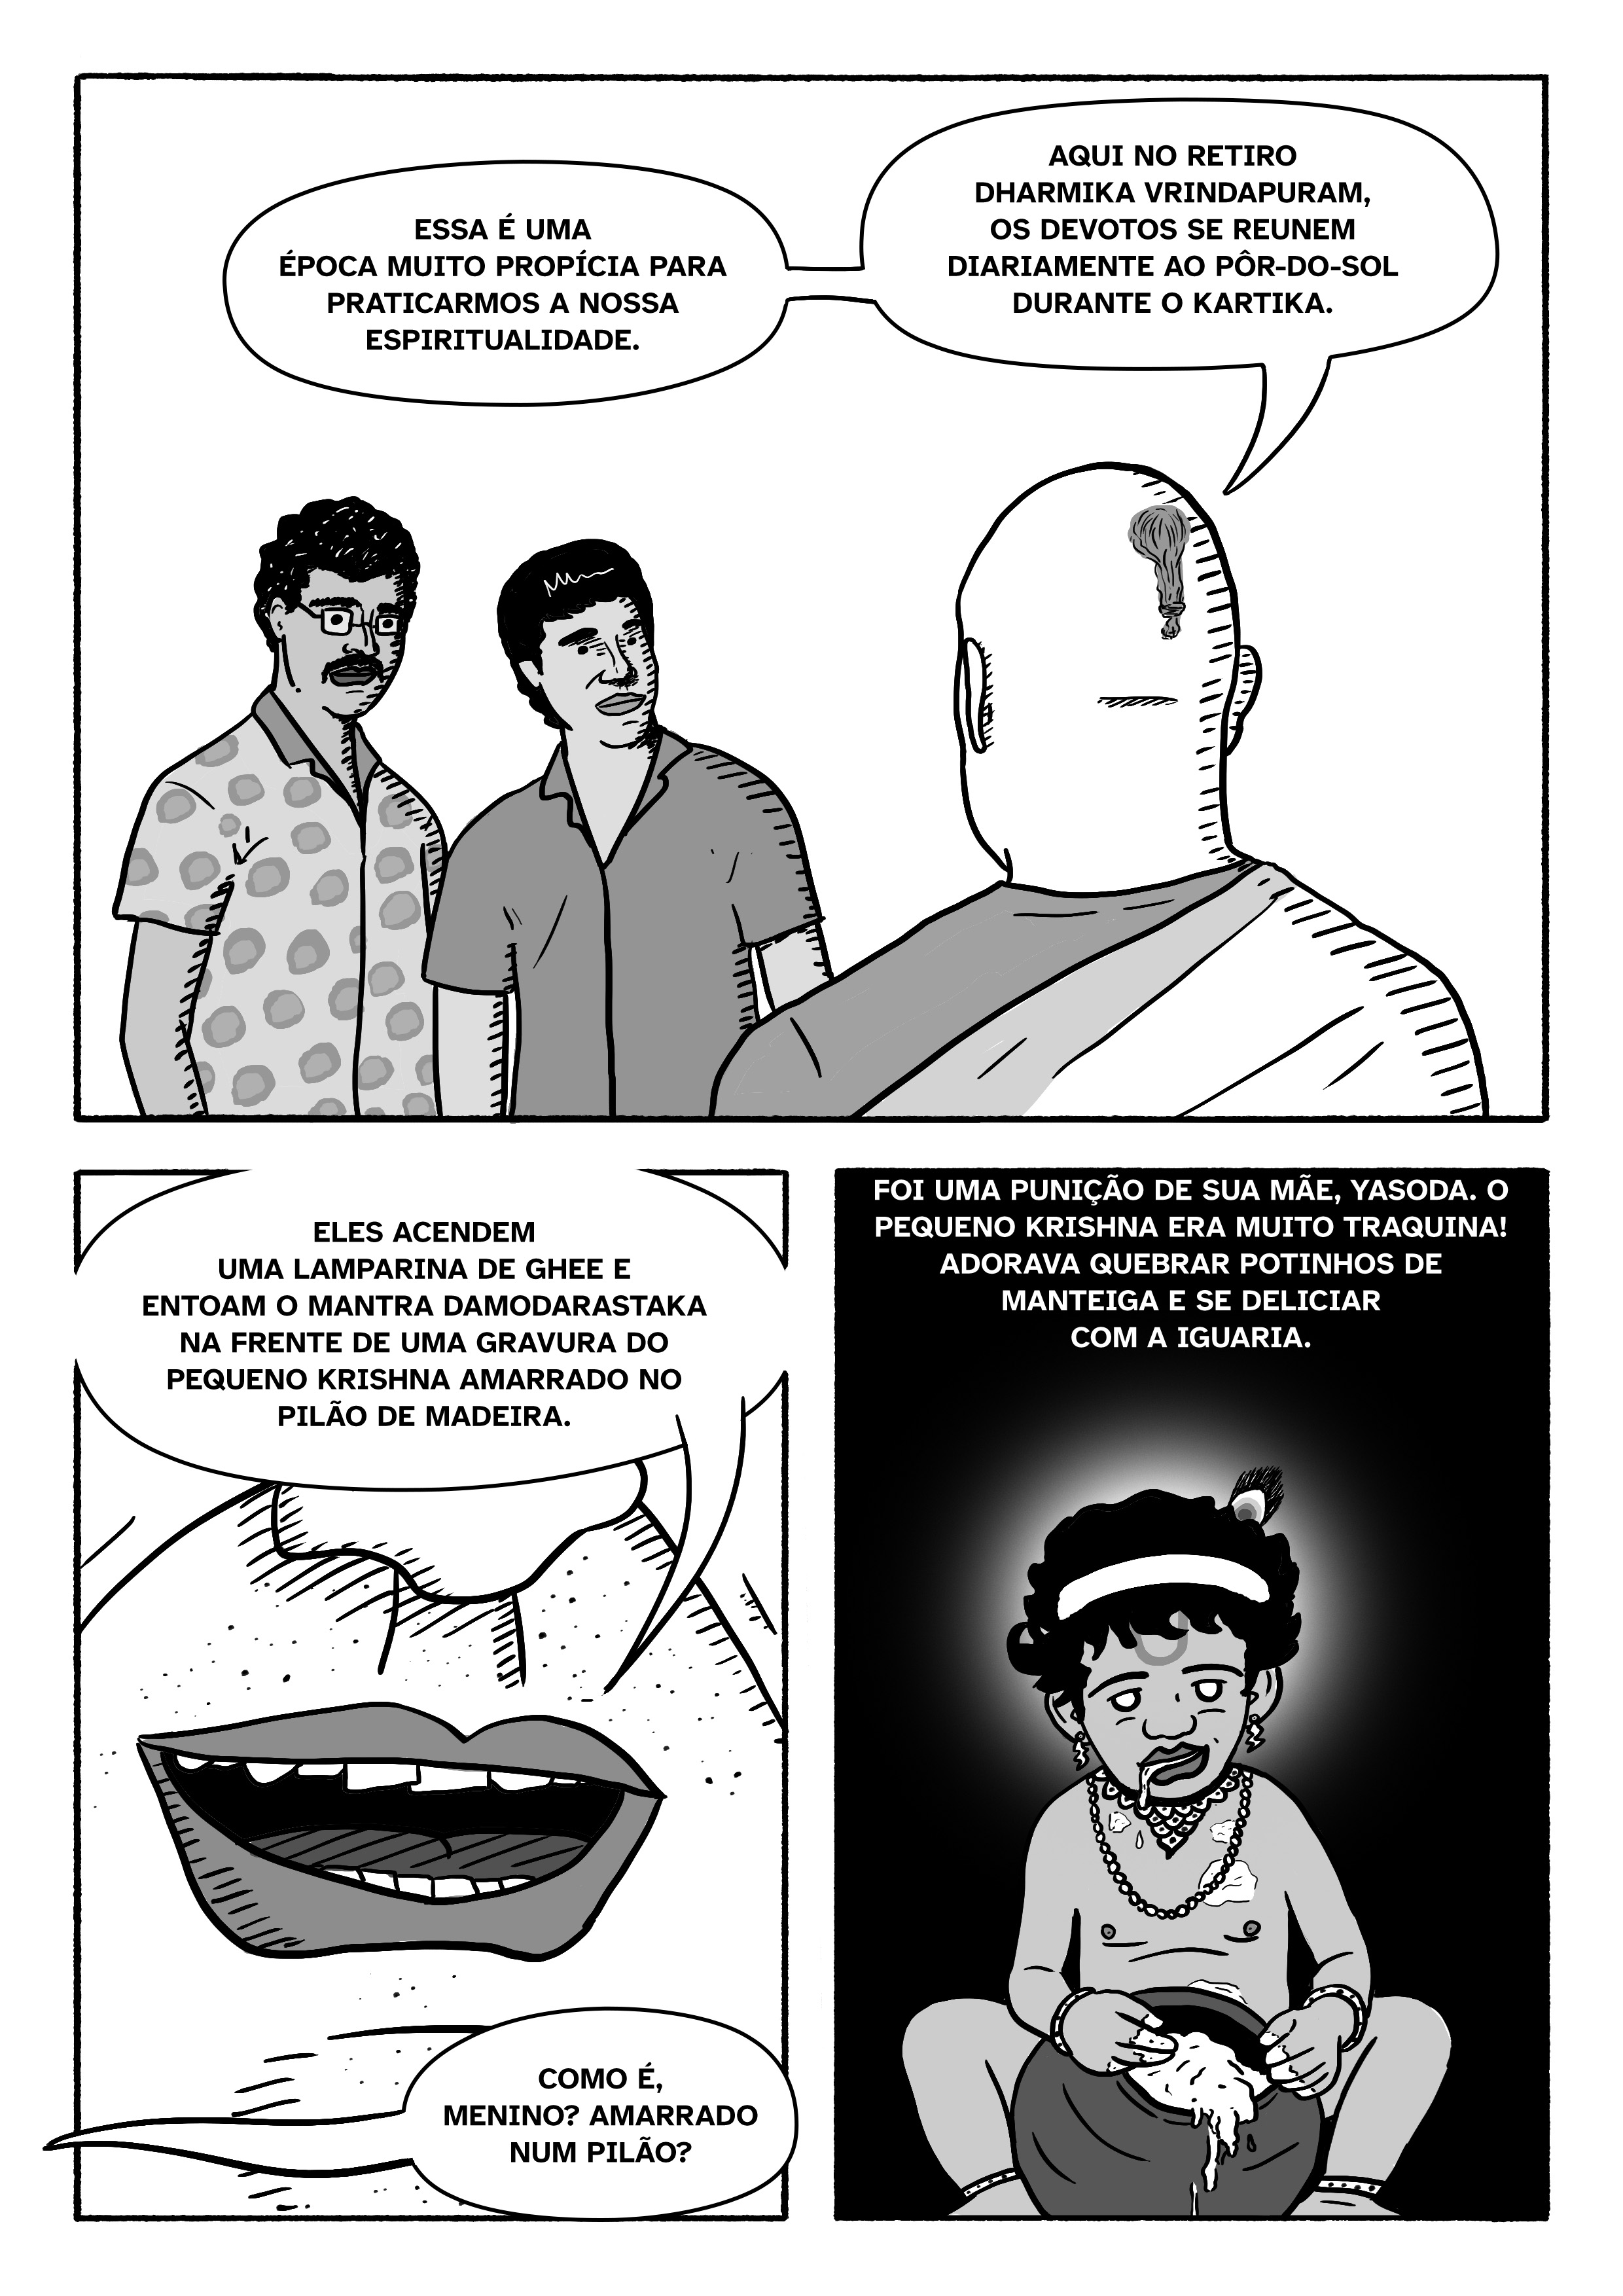 ESSA É UMA
ÉPOCA MUITO PROPÍCIA PARA
PRATICARMOS A NOSSA
ESPIRITUALIDADE.
AQUI NO RETIRO
DHARMIKA VRINDAPURAM,
OS DEVOTOS SE REUNEM
DIARIAMENTE AO PÔR-DO-SOL
DURANTE O KARTIKA.
ELES ACENDEM
UMA LAMPARINA DE GHEE E
ENTOAM O MANTRA DAMODARASTAKA
NA FRENTE DE UMA GRAVURA DO
PEQUENO KRISHNA AMARRADO NO
PILÃO DE MADEIRA.
COMO É,
MENINO? AMARRADO
NUM PILÃO?
FOI UMA PUNIÇÃO DE SUA MÃE, YASODA. O
PEQUENO KRISHNA ERA MUITO TRAQUINA!
ADORAVA QUEBRAR POTINHOS DE
MANTEIGA E SE DELICIAR
COM A IGUARIA.